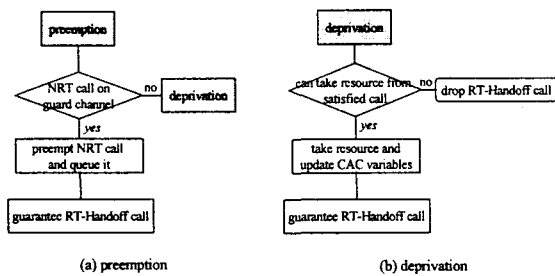 preemption
NRT call on
guard channel
no
deprivation
yes
preempt NRT call
and queue it
guarantee RT-Handoff call
(a) preemption
deprivation
can take resource from
satisfied call
no
drop RT-Handoff call
yes
take resource and
update CAC variables
guarantee RT-Handoff call
(b) deprivation